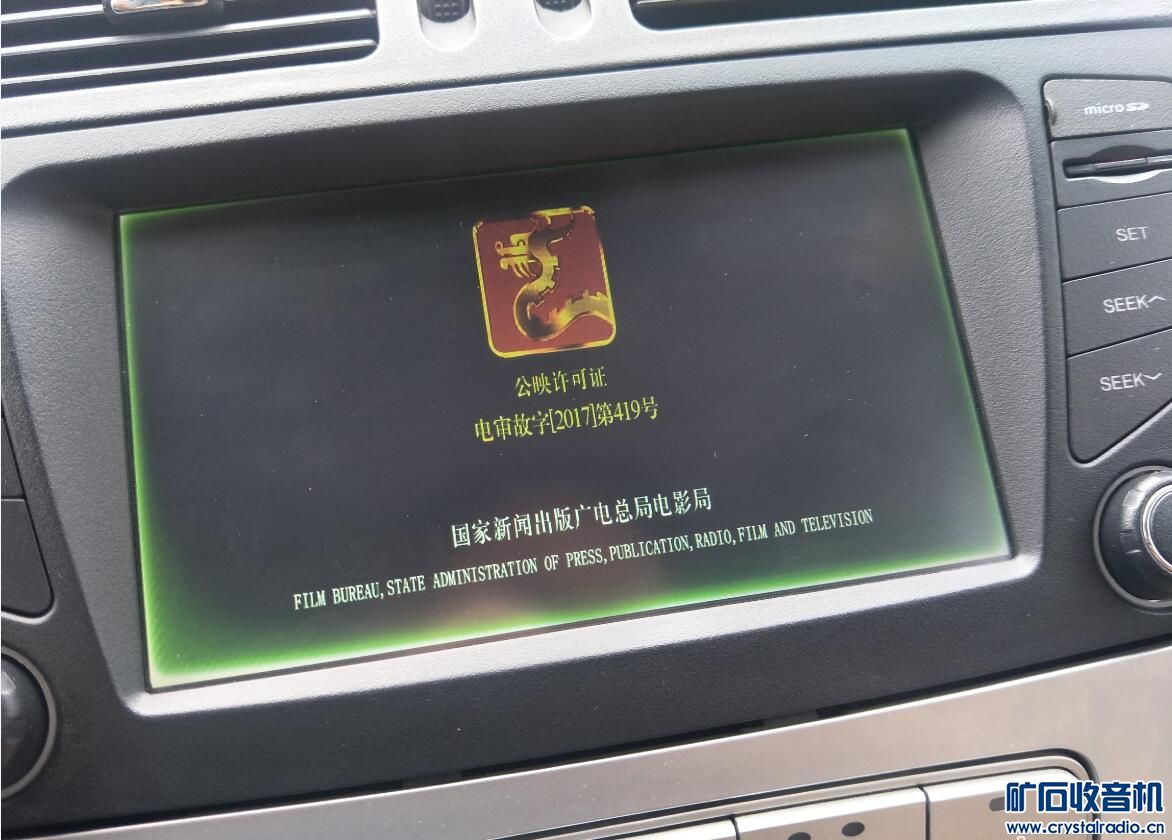 micro SD
SET
SEEK
SEEK
公映许可证
电审故字[2017]第419号
国家新闻出版广电总局电影局
FILM BUREAU,STATE ADMINISTRATION OF PRESS,PUBLICATION,RADIO,FILM AND TELEVISION
矿石收音机
www.crystalradio.cn